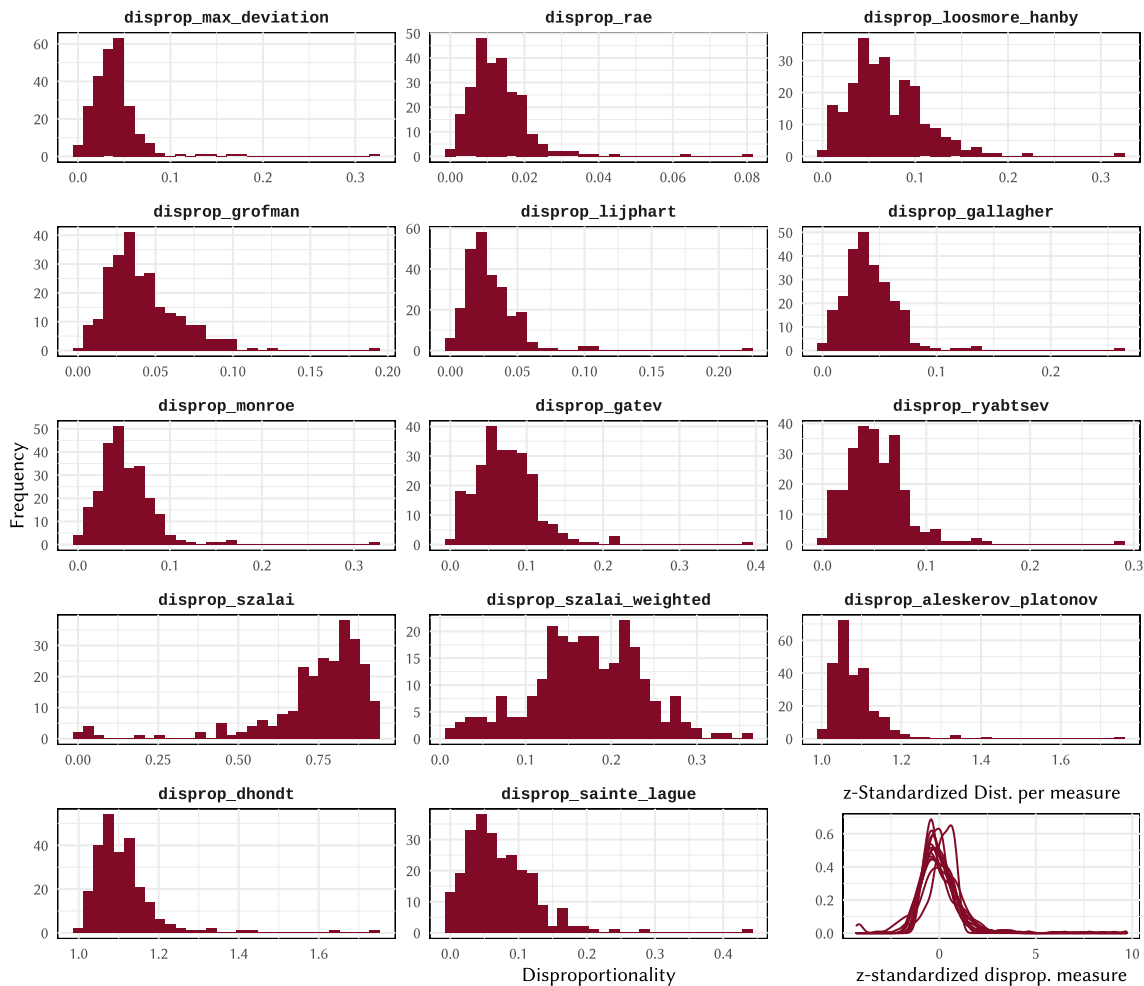 disprop_max_deviation
60
40
20
0
0.0 0.1 0.2 0.3
disprop_rae
50
40
30
20
10
0
0.00 0.02 0.04 0.06 0.08
disprop_loosmore_hanby
30
20
10
0
0.0 0.1 0.2 0.3
disprop_grofman
40
30
20
10
0
0.00 0.05 0.10 0.15 0.20
disprop_lijphart
60
40
20
0
0.00 0.05 0.10 0.15 0.20
disprop_gallagher
50
40
30
20
10
0
0.0 0.1 0.2
Frequency
disprop_monroe
50
40
30
20
10
0
0.0 0.1 0.2 0.3
disprop_gatev
40
30
20
10
0
0.0 0.1 0.2 0.3 0.4
disprop_ryabtsev
40
30
20
10
0
0.0 0.1 0.2 0.3
disprop_szalai
30
20
10
0
0.00 0.25 0.50 0.75
disprop_szalai_weighted
20
15
10
5
0
0.0 0.1 0.2 0.3
disprop_aleskerov_platonov
60
40
20
0
1.0 1.2 1.4 1.6
disprop_dhondt
40
20
0
1.0 1.2 1.4 1.6
disprop_sainte_lague
30
20
10
0
0.0 0.1 0.2 0.3 0.4
Disproportionality
z-Standardized Dist. per measure
0.6
0.4
0.2
0.0
0 5 10
z-standardized disprop. measure